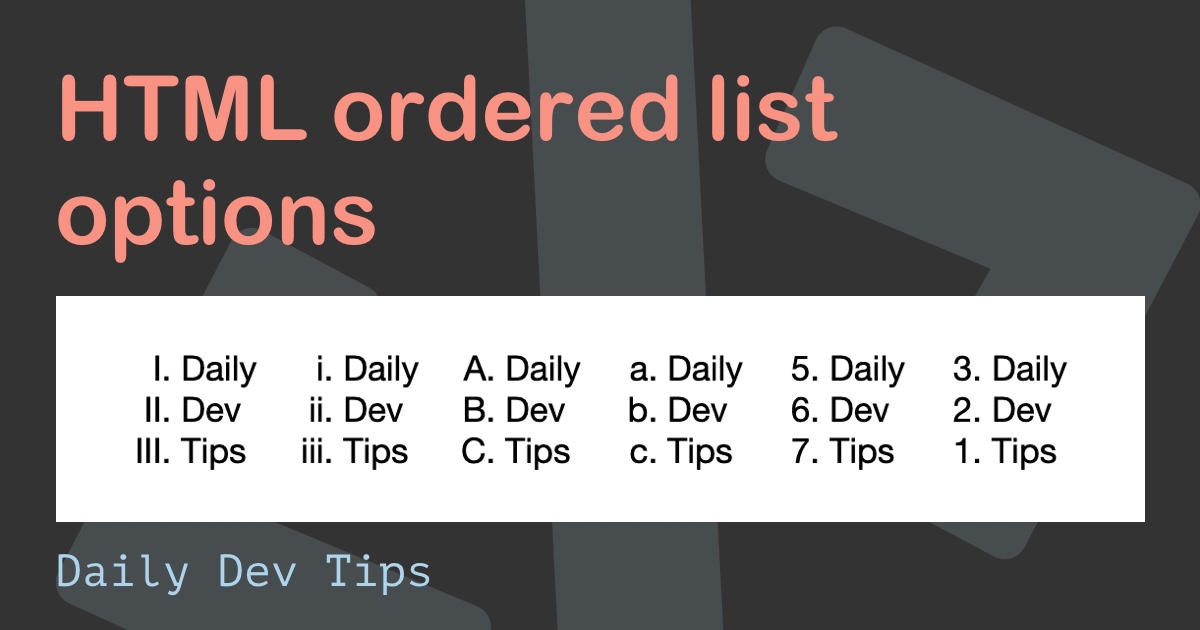 HTML ordered list
options
I. Daily i. Daily A. Daily a. Daily 5. Daily 3. Daily
II. Dev ii. Dev B. Dev b. Dev 6. Dev 2. Dev
III. Tips iii. Tips C. Tips c. Tips 7. Tips 1. Tips
Daily Dev Tips